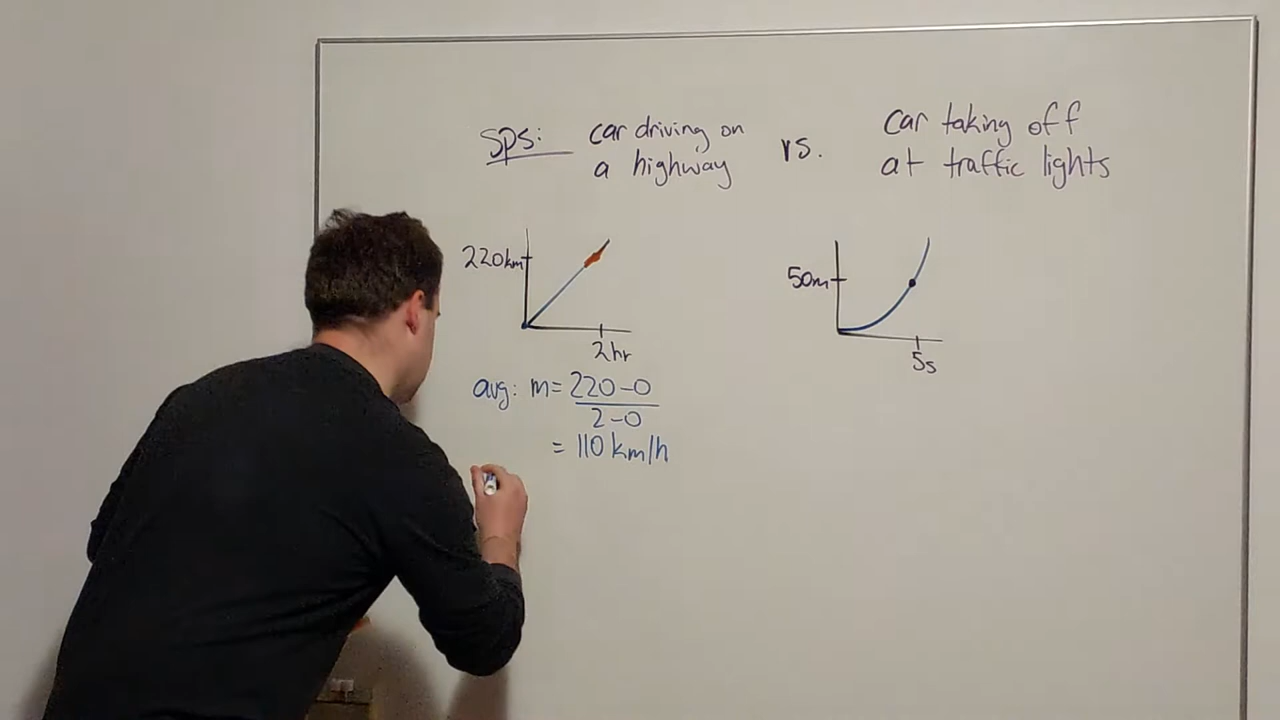 sps: car driving on a highway vs. car taking off at traffic lights
220km
2hr
50m
5s
avg: m = 220-0
2-0
= 110 km/h